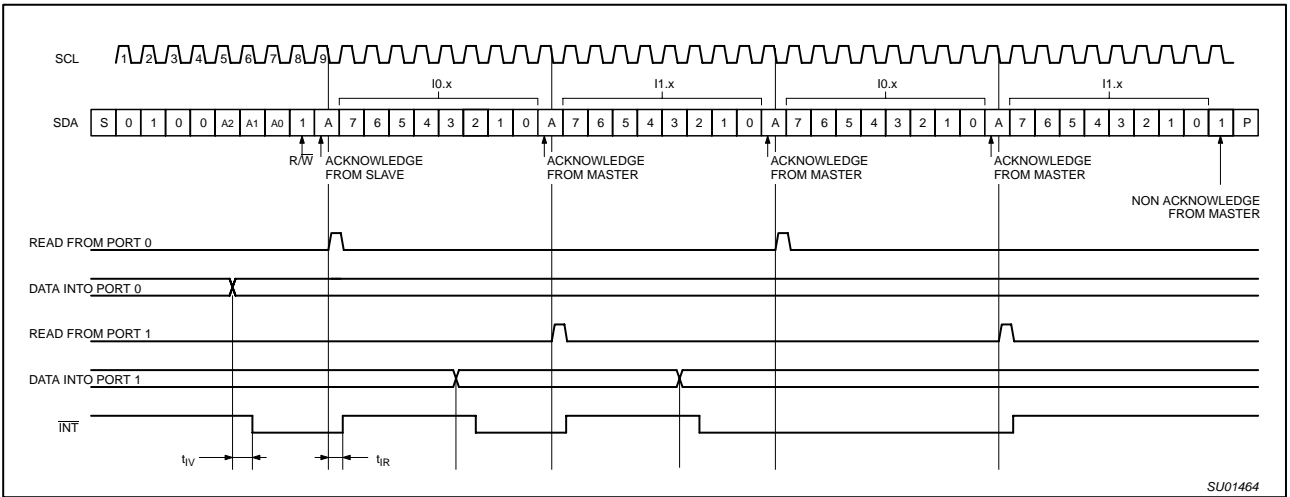 SCL 1 2 3 4 5 6 7 8 9
I0.x I1.x I0.x I1.x
SDA S 0 1 0 0 A2 A1 A0 1 A 7 6 5 4 3 2 1 0 A 7 6 5 4 3 2 1 0 A 7 6 5 4 3 2 1 0 A 7 6 5 4 3 2 1 0 1 P
R/W ACKNOWLEDGE ACKNOWLEDGE ACKNOWLEDGE ACKNOWLEDGE
FROM SLAVE FROM MASTER FROM MASTER FROM MASTER
NON ACKNOWLEDGE
FROM MASTER
READ FROM PORT 0
DATA INTO PORT 0
READ FROM PORT 1
DATA INTO PORT 1
INT
tIV tIR
SU01464